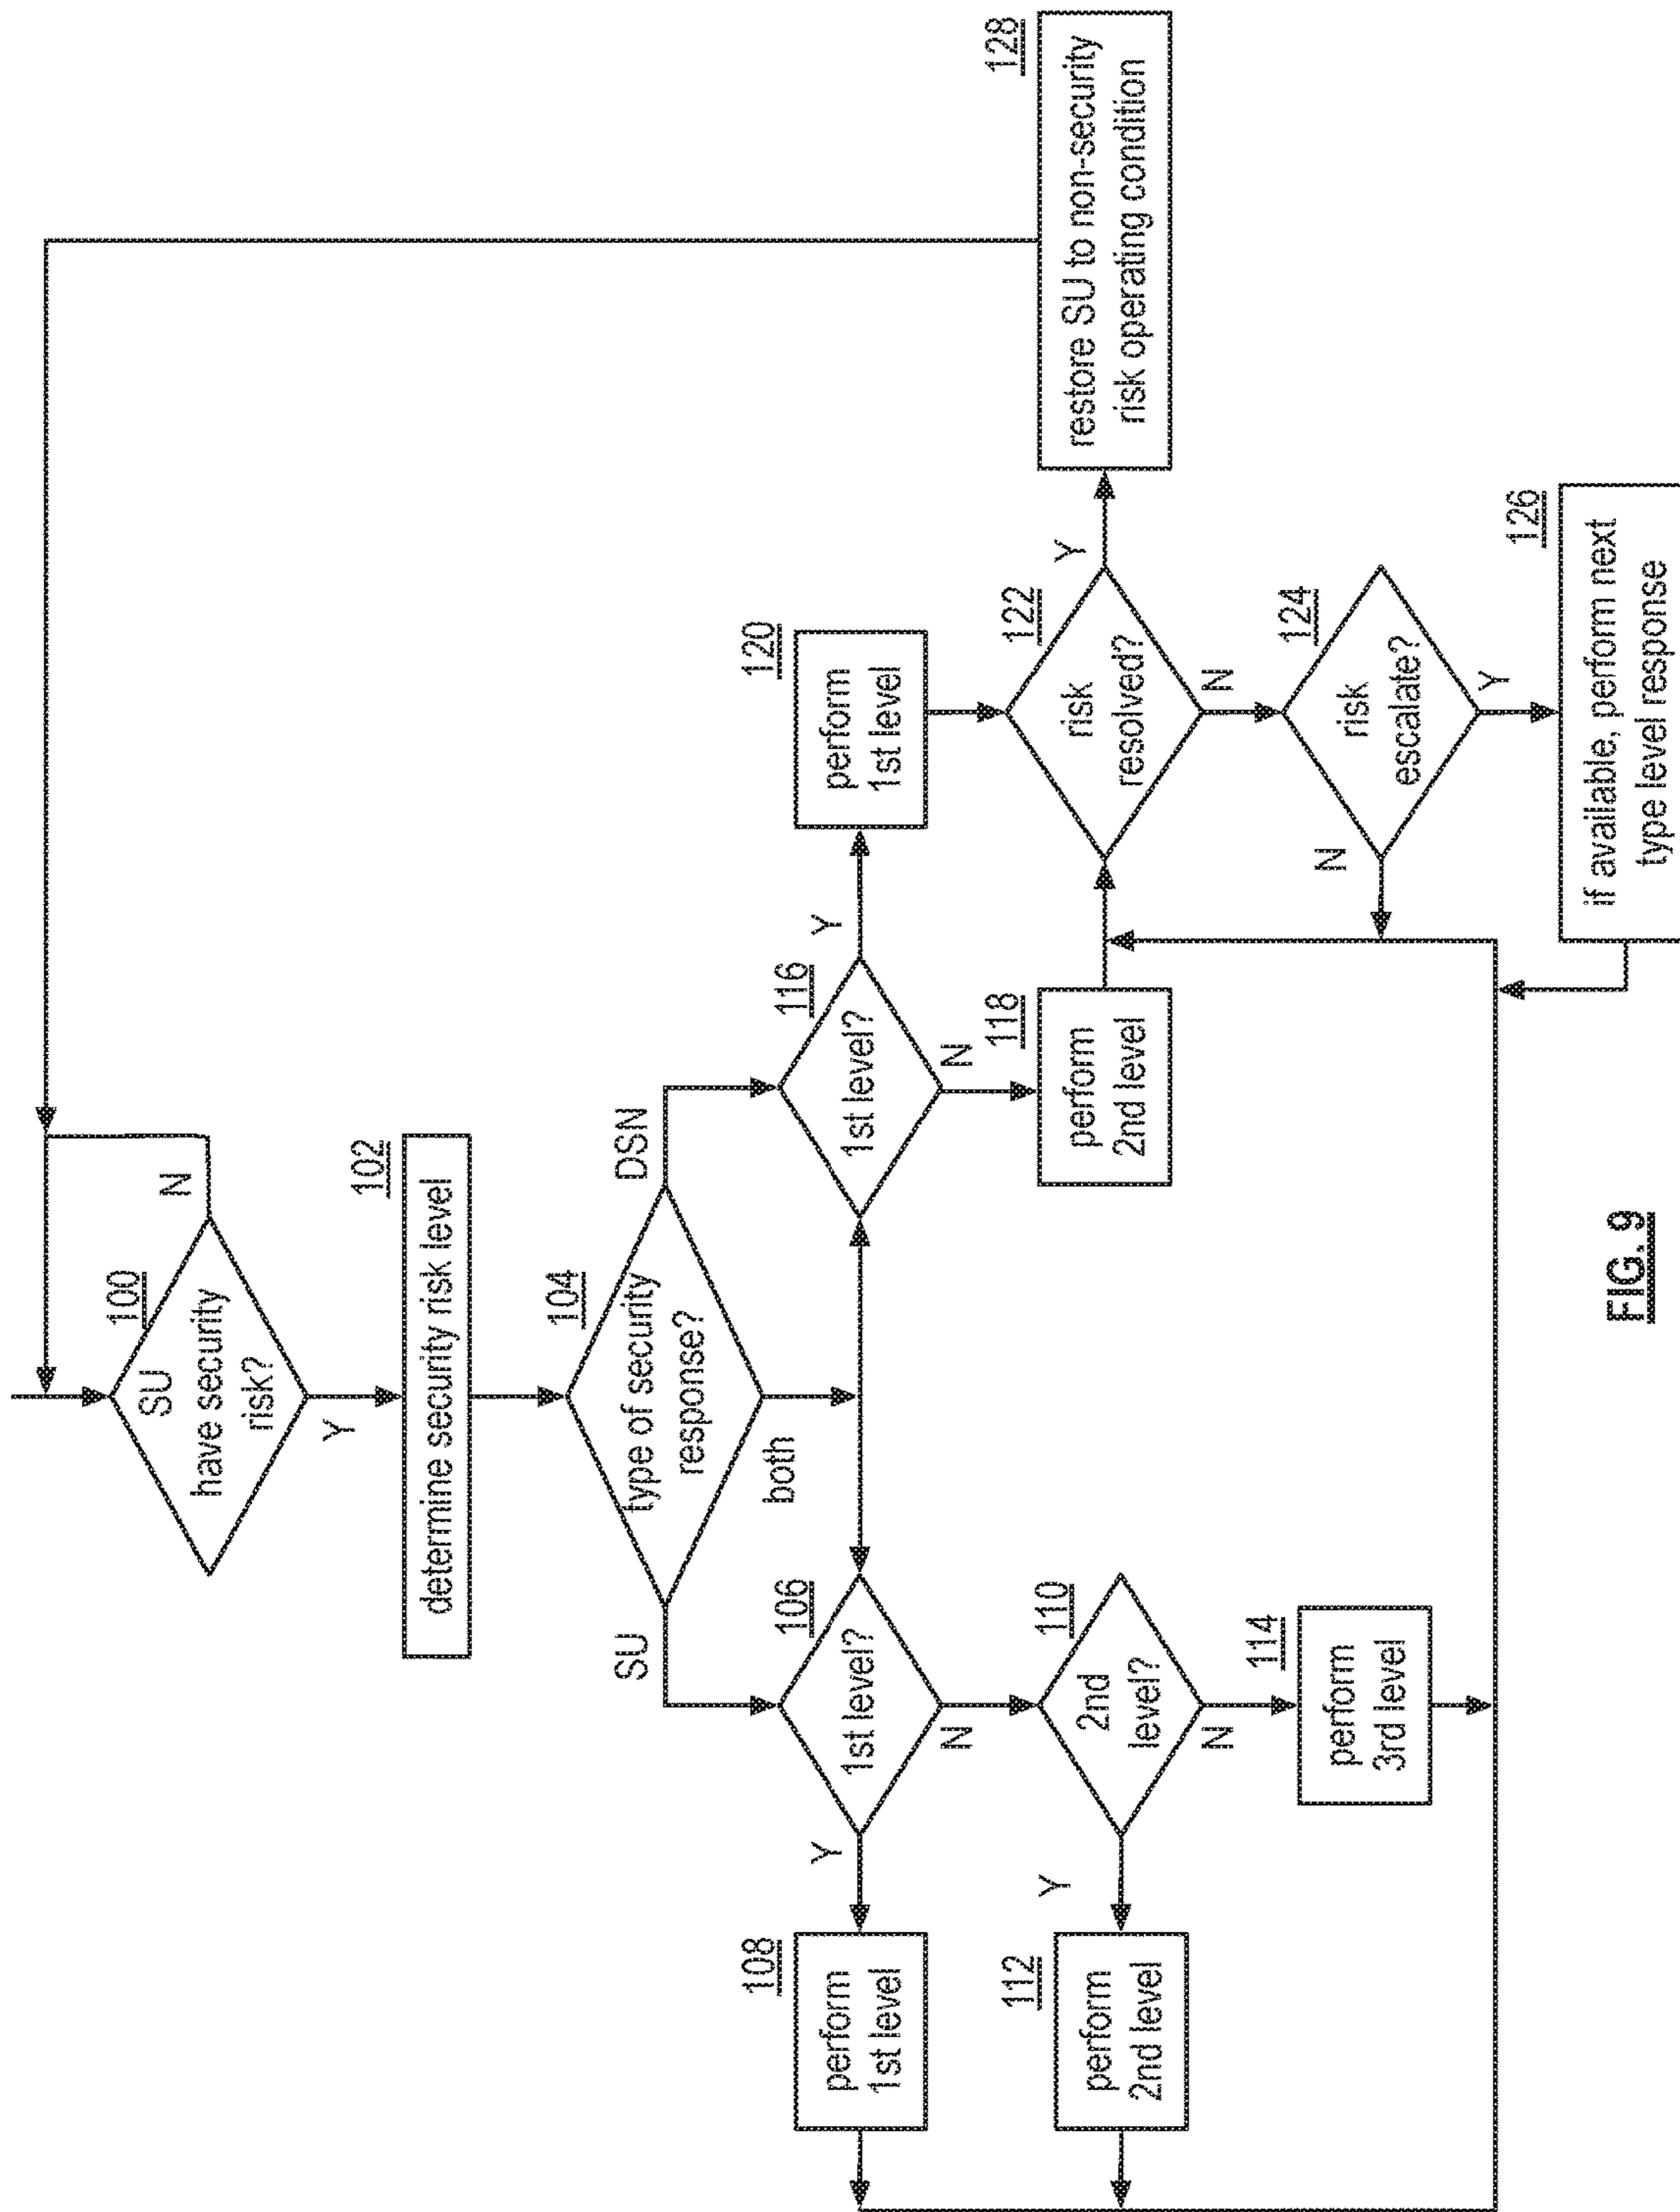 100
SU
have security
risk?
N
Y
102
determine security risk level
104
type of security
response?
SU
both
DSN
106
1st level?
Y
N
108
perform
1st level
110
2nd
level?
Y
N
112
perform
2nd level
114
perform
3rd level
116
1st level?
Y
N
118
perform
2nd level
120
perform
1st level
122
risk
resolved?
Y
N
124
risk
escalate?
N
Y
126
if available, perform next
type level response
128
restore SU to non-security
risk operating condition
FIG. 9